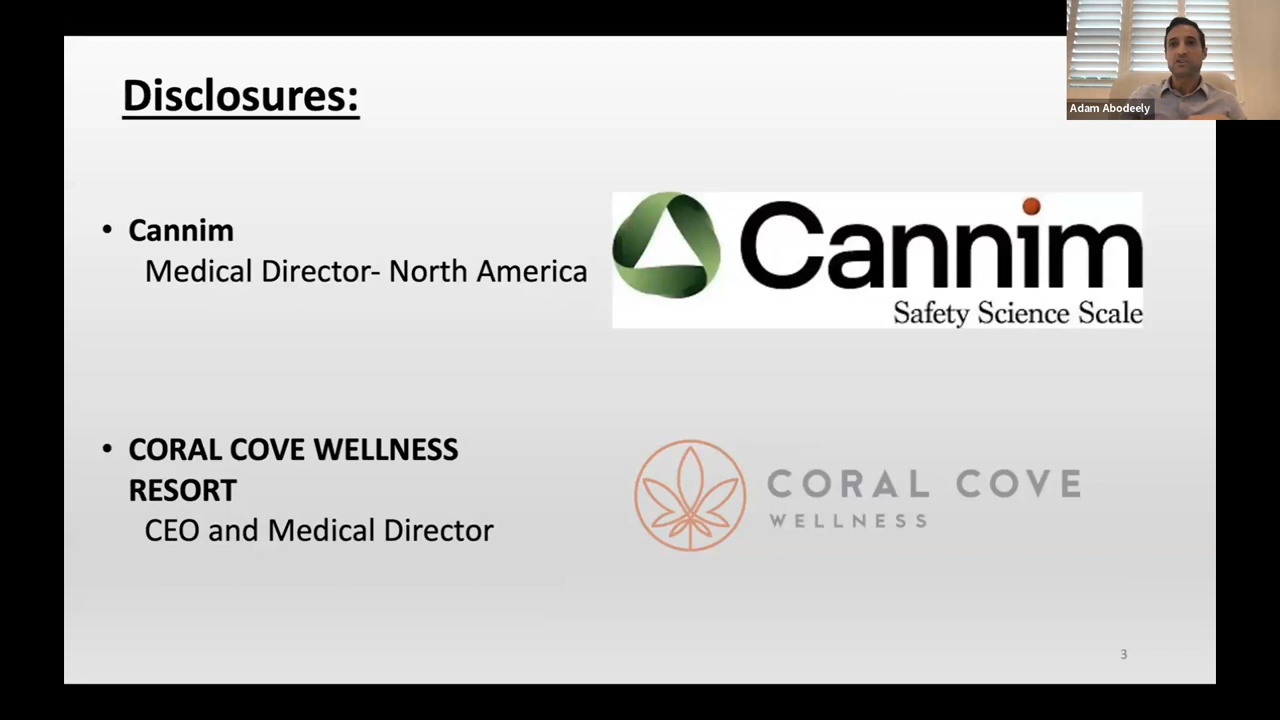 Disclosures:
Adam Abodeely
• Cannim
Medical Director- North America
Cannim
Safety Science Scale
• CORAL COVE WELLNESS
RESORT
CEO and Medical Director
CORAL COVE
WELLNESS
3